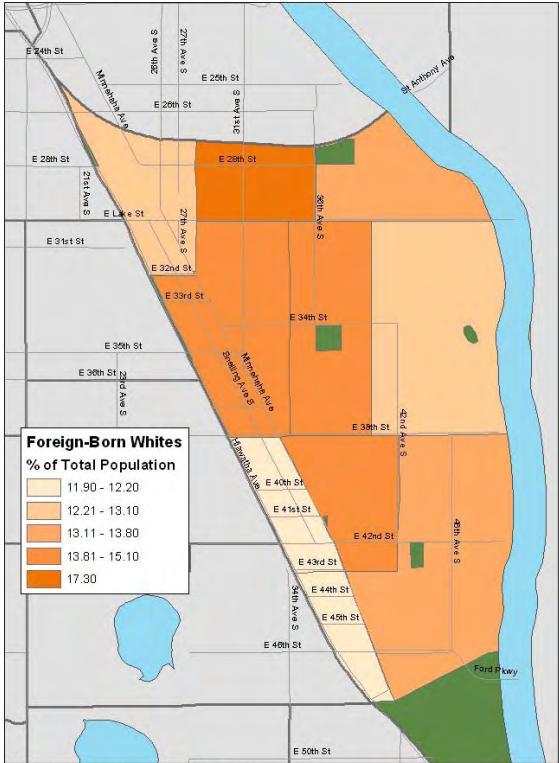 E 24th St
26th Ave S
27th Ave S
St Anthony Ave
Minnehaha Ave
E 25th St
E 26th St
31st Ave S
E 28th St
E 28th St
21st Ave S
36th Ave S
E Lake St
27th Ave S
E 31st St
E 32nd St
E 33rd St
E 34th St
E 35th St
Snelling Ave S
Minnehaha Ave
E 36th St
23rd Ave S
42nd Ave S
E 38th St
Hiawatha Ave
Foreign-Born Whites
% of Total Population
11.90 - 12.20
12.21 - 13.10
13.11 - 13.80
13.81 - 15.10
17.30
E 40th St
E 41st St
E 42nd St
46th Ave S
E 43rd St
E 44th St
34th Ave S
E 45th St
E 46th St
Ford Pkwy
E 50th St